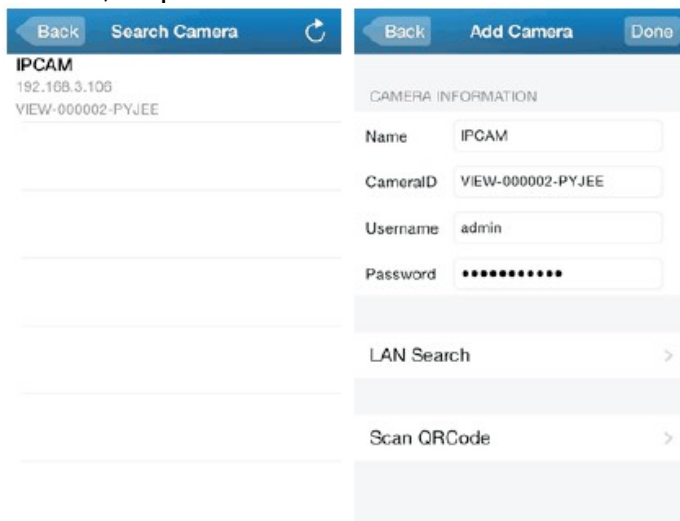 Back Search Camera
IPCAM
192.168.3.106
VIEW-000002-PYJEE
Back Add Camera Done
CAMERA INFORMATION
Name IPCAM
CameraID VIEW-000002-PYJEE
Username admin
Password •••••••••••
LAN Search
Scan QRCode